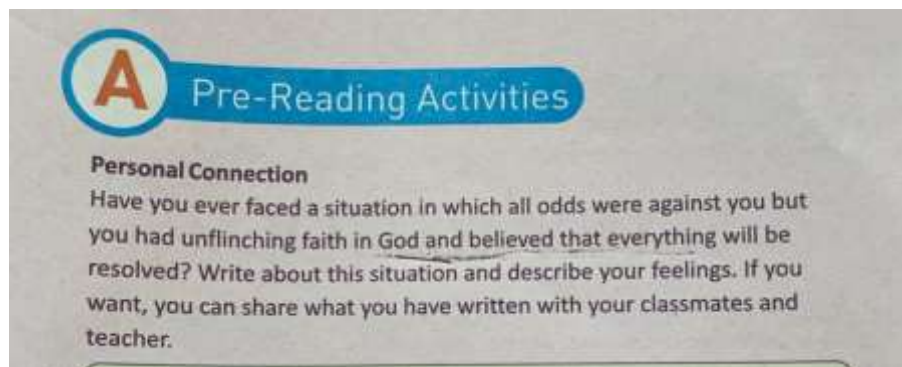 A
Pre-Reading Activities
Personal Connection
Have you ever faced a situation in which all odds were against you but
you had unflinching faith in God and believed that everything will be
resolved? Write about this situation and describe your feelings. If you
want, you can share what you have written with your classmates and
teacher.